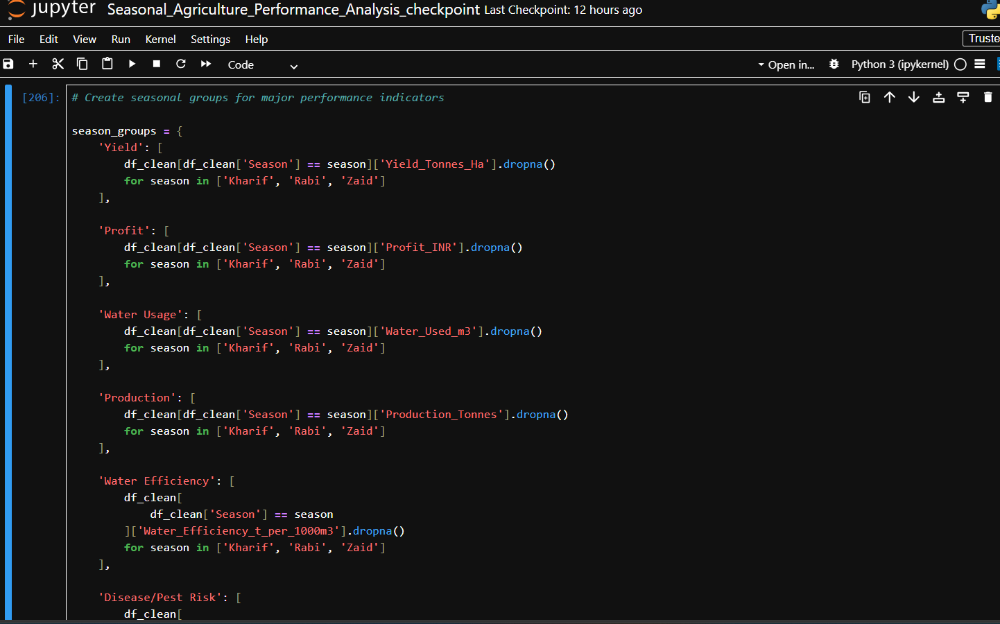 jupyter Seasonal_Agriculture_Performance_Analysis_checkpoint Last Checkpoint: 12 hours ago
File Edit View Run Kernel Settings Help Truste
Code Open in... Python 3 (ipykernel)
[206]: # Create seasonal groups for major performance indicators
season_groups = {
    'Yield': [
        df_clean[df_clean['Season'] == season]['Yield_Tonnes_Ha'].dropna()
        for season in ['Kharif', 'Rabi', 'Zaid']
    ],
    'Profit': [
        df_clean[df_clean['Season'] == season]['Profit_INR'].dropna()
        for season in ['Kharif', 'Rabi', 'Zaid']
    ],
    'Water Usage': [
        df_clean[df_clean['Season'] == season]['Water_Used_m3'].dropna()
        for season in ['Kharif', 'Rabi', 'Zaid']
    ],
    'Production': [
        df_clean[df_clean['Season'] == season]['Production_Tonnes'].dropna()
        for season in ['Kharif', 'Rabi', 'Zaid']
    ],
    'Water Efficiency': [
        df_clean[
            df_clean['Season'] == season
        ]['Water_Efficiency_t_per_1000m3'].dropna()
        for season in ['Kharif', 'Rabi', 'Zaid']
    ],
    'Disease/Pest Risk': [
        df_clean[